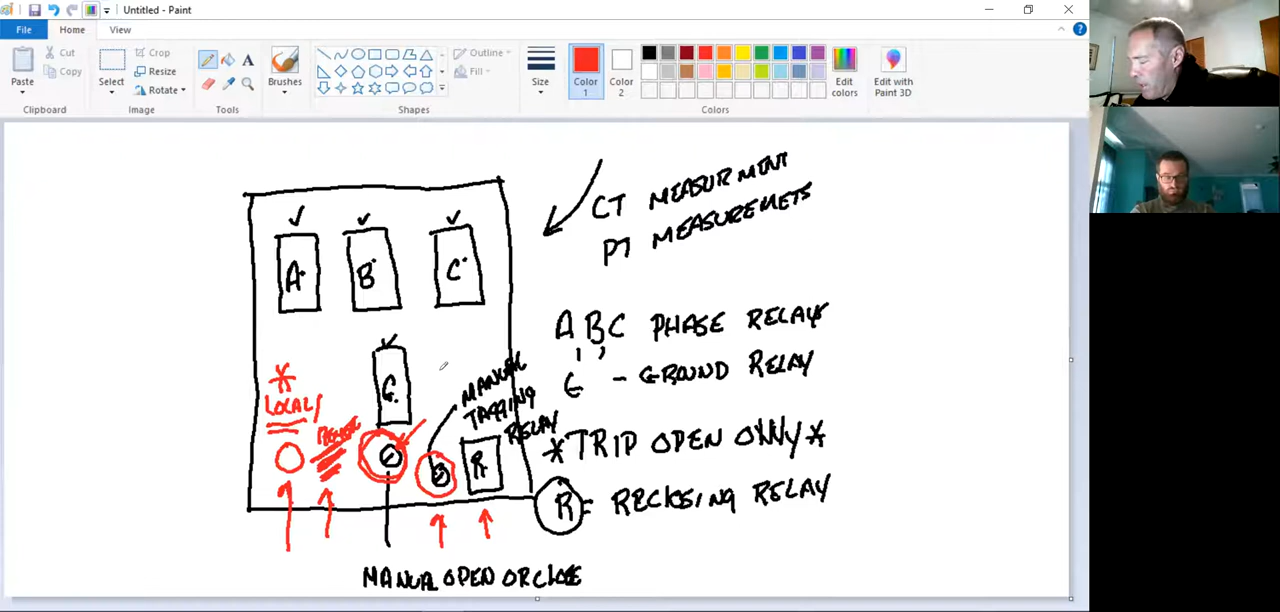 Untitled - Paint
File
Home
View
Paste
Cut
Copy
Clipboard
Select
Crop
Resize
Rotate
Image
A
Tools
Brushes
Shapes
Outline
Fill
Size
Color
1
Color
2
Colors
Edit
colors
Edit with
Paint 3D
CT MEASURMENT
PT MEASUREMETS
A
B
C
ABC PHASE RELAYS
G - GROUND RELAY
G
MANUAL
TAGGING
RELAY
LOCAL/
*TRIP OPEN ONLY*
R
R = RECLOSING RELAY
MANUAL OPEN OR CLOSE